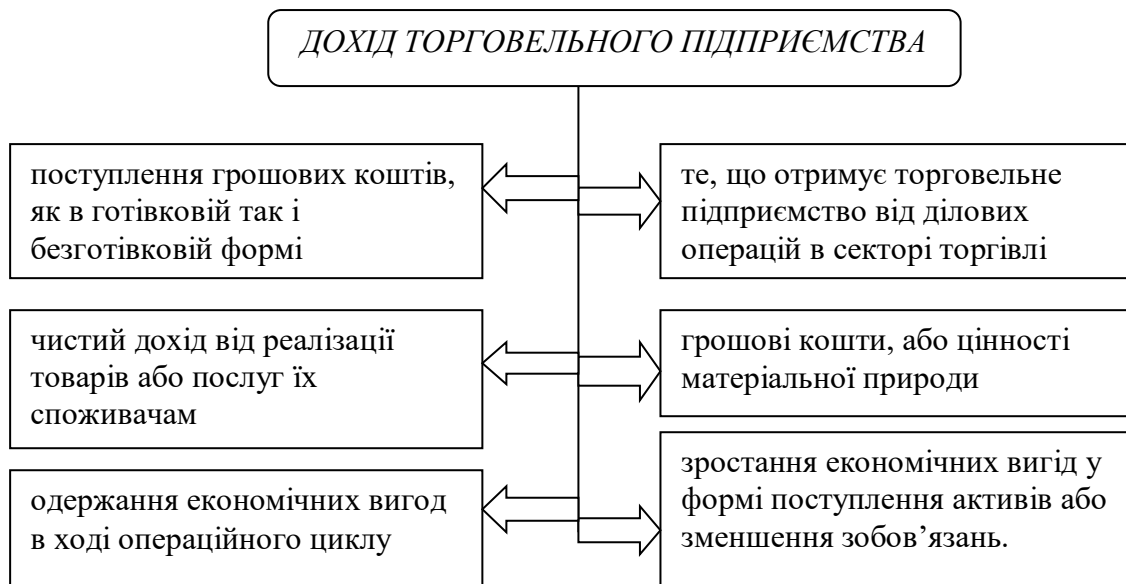 ДОХІД ТОРГОВЕЛЬНОГО ПІДПРИЄМСТВА
поступлення грошових коштів,
як в готівковій так і
безготівковій формі
те, що отримує торговельне
підприємство від ділових
операцій в секторі торгівлі
чистий дохід від реалізації
товарів або послуг їх
споживачам
грошові кошти, або цінності
матеріальної природи
одержання економічних вигод
в ході операційного циклу
зростання економічних вигід у
формі поступлення активів або
зменшення зобов’язань.